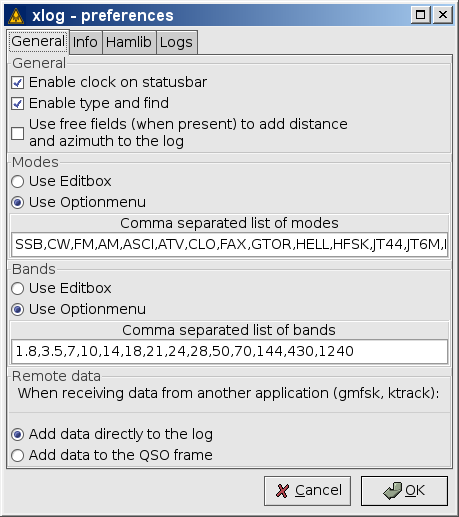 xlog - preferences
General Info Hamlib Logs
General
Enable clock on statusbar
Enable type and find
Use free fields (when present) to add distance
and azimuth to the log
Modes
Use Editbox
Use Optionmenu
Comma separated list of modes
SSB,CW,FM,AM,ASCI,ATV,CLO,FAX,GTOR,HELL,HFSK,JT44,JT6M,
Bands
Use Editbox
Use Optionmenu
Comma separated list of bands
1.8,3.5,7,10,14,18,21,24,28,50,70,144,430,1240
Remote data
When receiving data from another application (gmfsk, ktrack):
Add data directly to the log
Add data to the QSO frame
Cancel OK